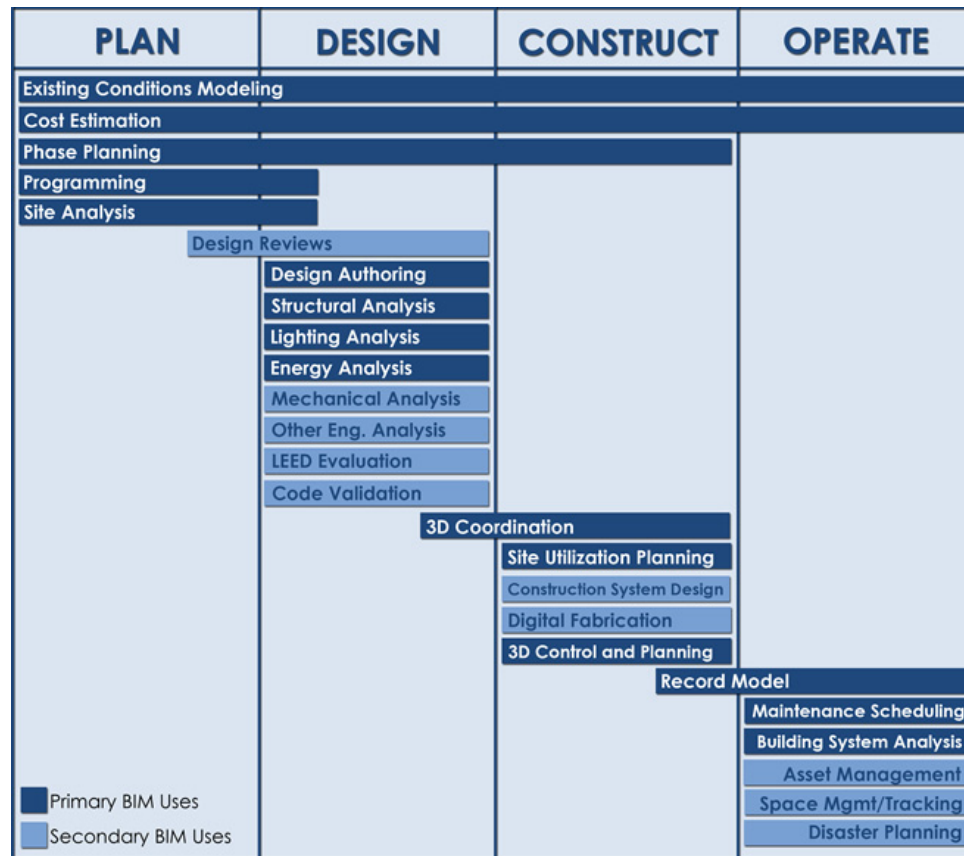 PLAN DESIGN CONSTRUCT OPERATE
Existing Conditions Modeling
Cost Estimation
Phase Planning
Programming
Site Analysis
Design Reviews
Design Authoring
Structural Analysis
Lighting Analysis
Energy Analysis
Mechanical Analysis
Other Eng. Analysis
LEED Evaluation
Code Validation
3D Coordination
Site Utilization Planning
Construction System Design
Digital Fabrication
3D Control and Planning
Record Model
Maintenance Scheduling
Building System Analysis
Asset Management
Space Mgmt/Tracking
Disaster Planning
Primary BIM Uses
Secondary BIM Uses